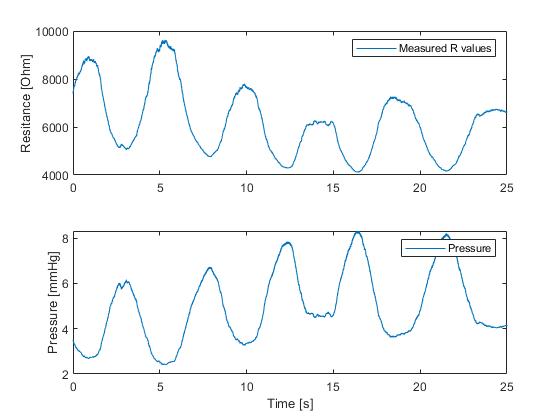 10000
8000
6000
4000
Resitance [Ohm]
Measured R values
0 5 10 15 20 25
8
6
4
2
Pressure [mmHg]
Pressure
0 5 10 15 20 25
Time [s]